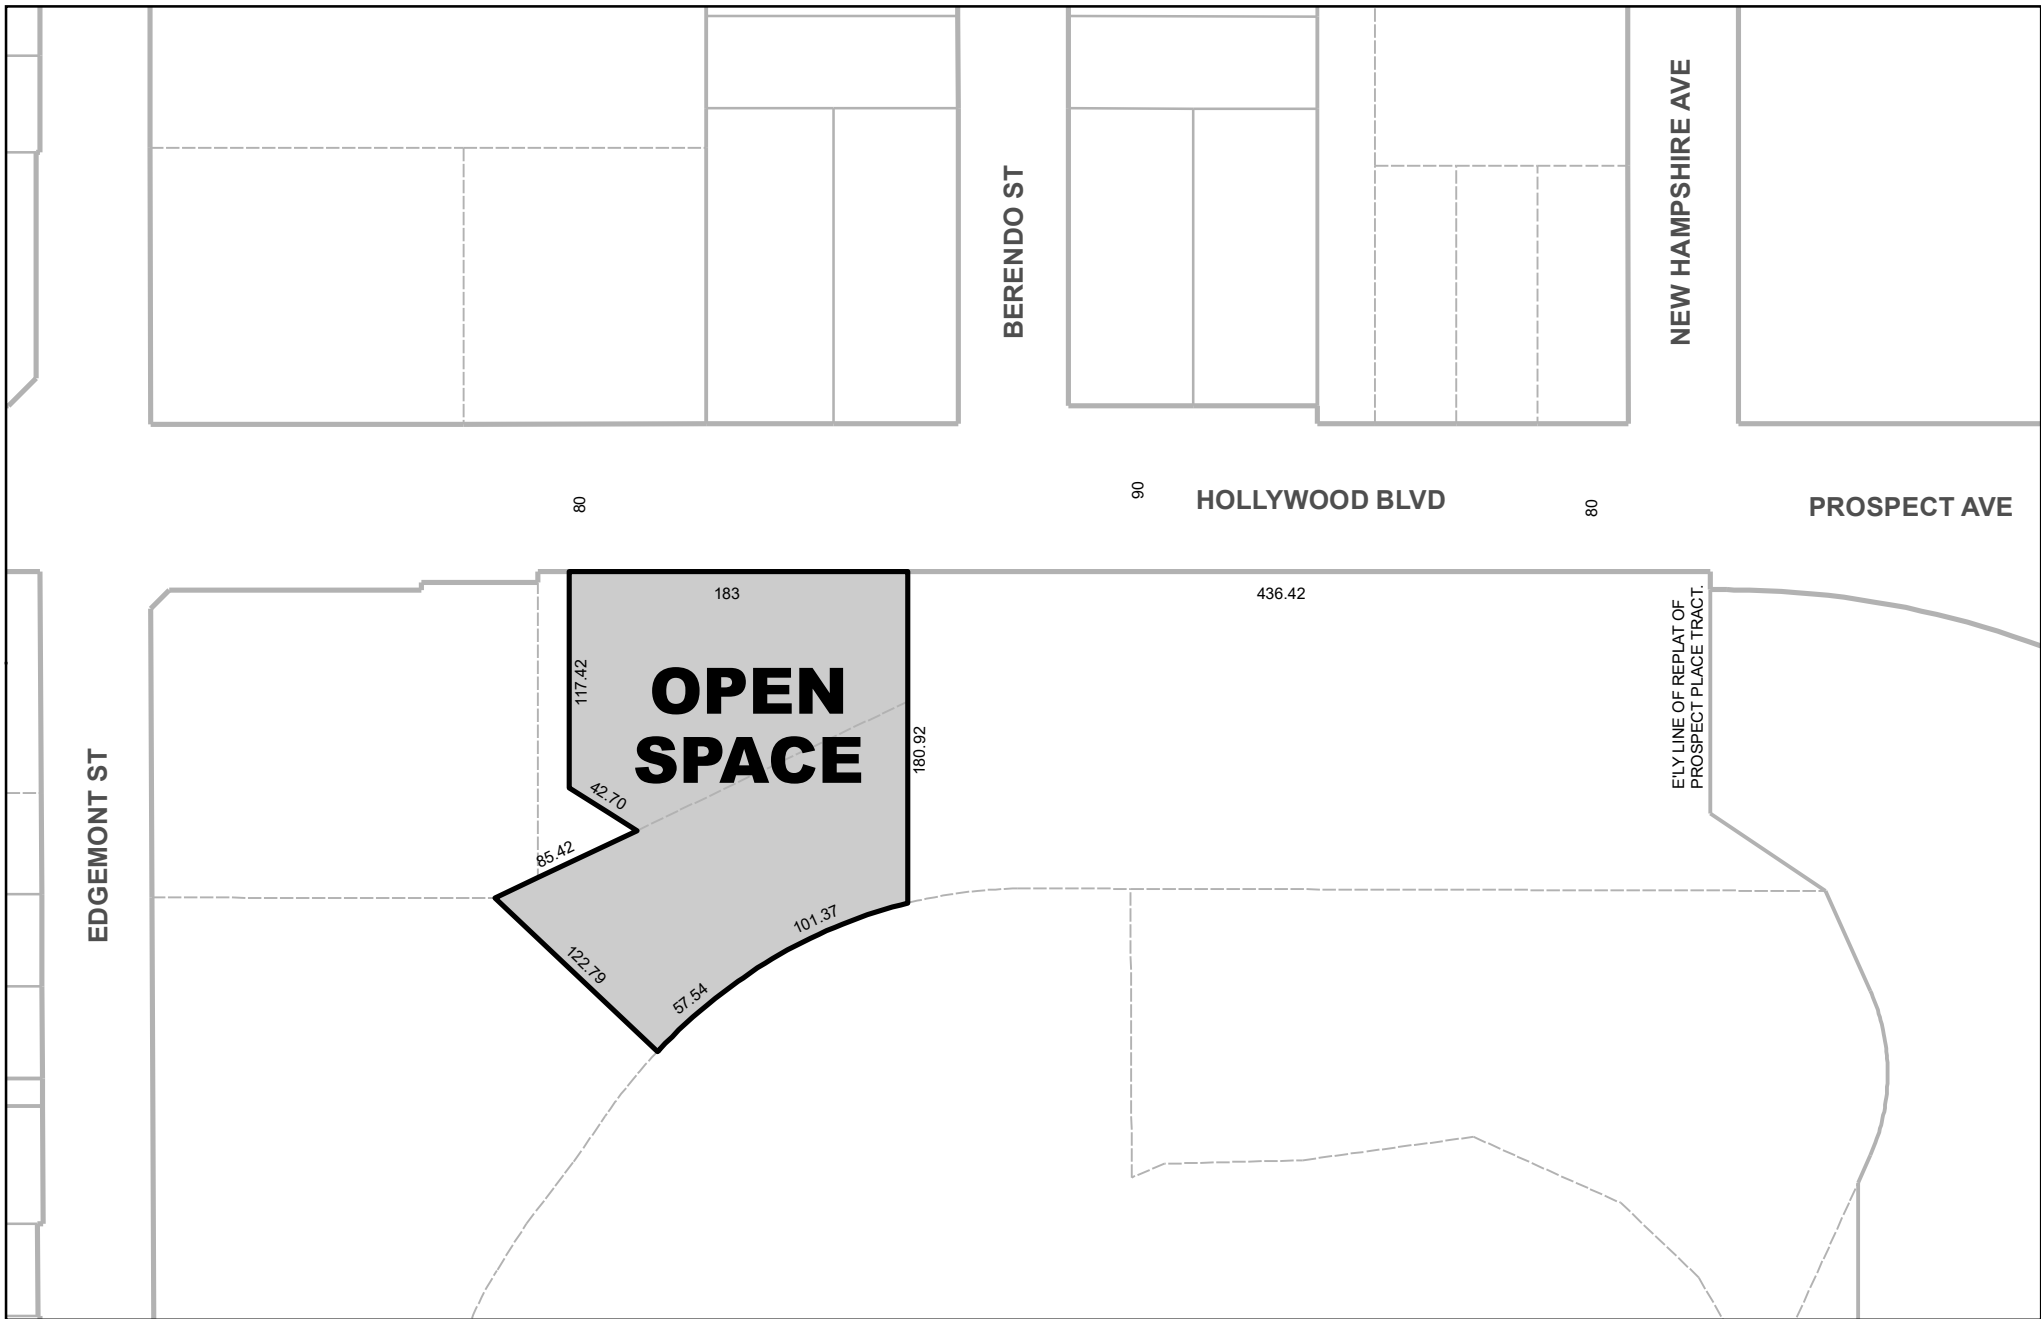 NEW HAMPSHIRE AVE
BERENDO ST
80
90
HOLLYWOOD BLVD
80
PROSPECT AVE
183
436.42
E'LY LINE OF REPLAT OF
PROSPECT PLACE TRACT.
117.42
OPEN
SPACE
180.92
42.70
85.42
EDGEMONT ST
101.37
122.79
57.54